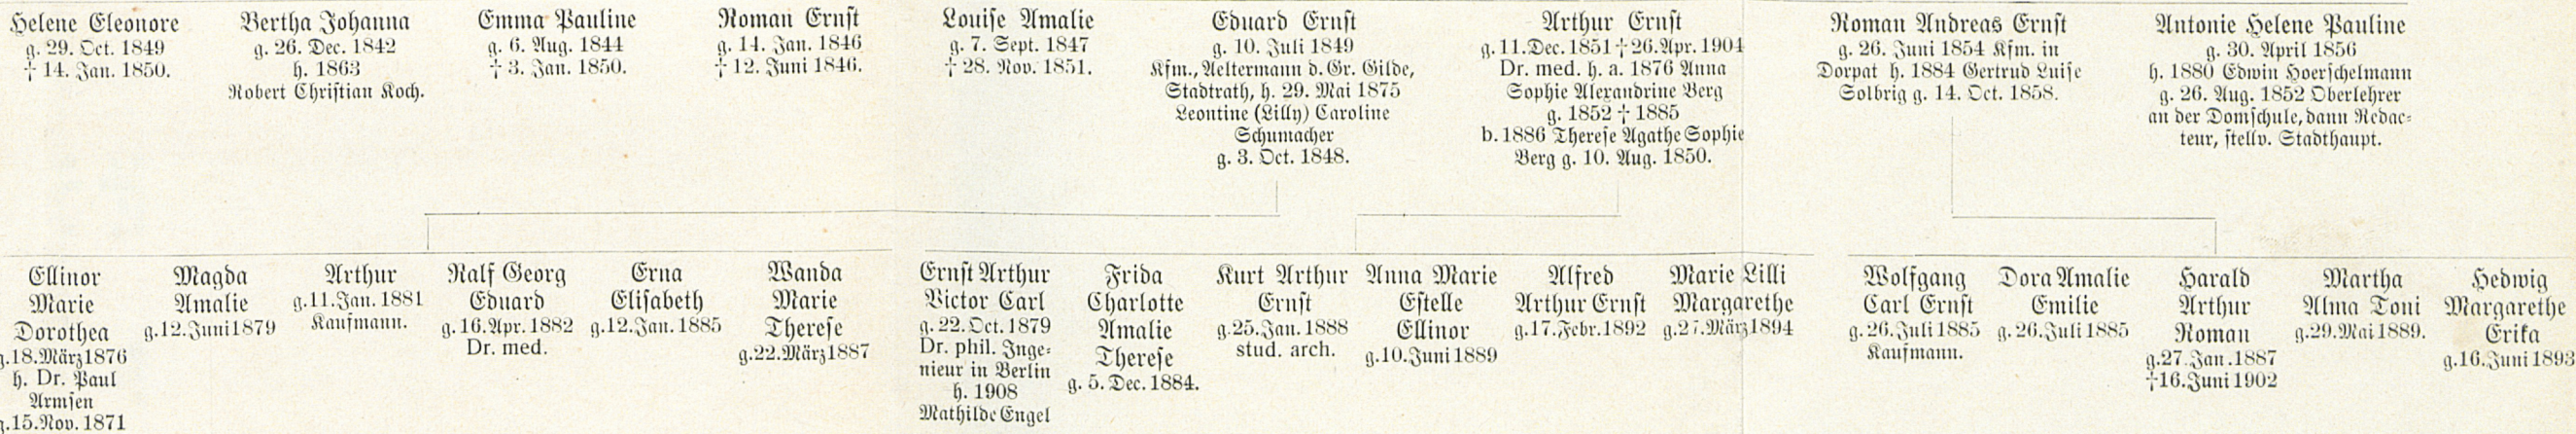 Helene Eleonore
g. 29. Oct. 1849
† 14. Jan. 1850.
Bertha Johanna
g. 26. Dec. 1842
h. 1863
Robert Christian Koch.
Emma Pauline
g. 6. Aug. 1844
† 3. Jan. 1850.
Roman Ernst
g. 14. Jan. 1846
† 12. Juni 1846.
Louise Amalie
g. 7. Sept. 1847
† 28. Nov. 1851.
Eduard Ernst
g. 10. Juli 1849
Kfm., Aeltermann d. Gr. Gilde,
Stadtrath, h. 29. Mai 1875
Leontine (Lilly) Caroline
Schumacher
g. 3. Oct. 1848.
Arthur Ernst
g. 11. Dec. 1851 † 26. Apr. 1904
Dr. med. h. a. 1876 Anna
Sophie Alexandrine Berg
g. 1852 † 1885
b. 1886 Therese Agathe Sophie
Berg g. 10. Aug. 1850.
Roman Andreas Ernst
g. 26. Juni 1854 Kfm. in
Dorpat h. 1884 Gertrud Luise
Solbrig g. 14. Oct. 1858.
Antonie Helene Pauline
g. 30. April 1856
h. 1880 Edwin Hoerschelmann
g. 26. Aug. 1852 Oberlehrer
an der Domschule, dann Redac-
teur, stellv. Stadthaupt.
Ellinor
Marie
Dorothea
g. 18. März 1876
h. Dr. Paul
Armsen
g. 15. Nov. 1871
Magda
Amalie
g. 12. Juni 1879
Arthur
g. 11. Jan. 1881
Kaufmann.
Ralf Georg
Eduard
g. 16. Apr. 1882
Dr. med.
Erna
Elisabeth
g. 12. Jan. 1885
Wanda
Marie
Therese
g. 22. März 1887
Ernst Arthur
Victor Carl
g. 22. Oct. 1879
Dr. phil. Inge-
nieur in Berlin
h. 1908
Mathilde Engel
Frida
Charlotte
Amalie
Therese
g. 5. Dec. 1884.
Kurt Arthur
Ernst
g. 25. Jan. 1888
stud. arch.
Anna Marie
Estelle
Ellinor
g. 10. Juni 1889
Alfred
Arthur Ernst
g. 17. Febr. 1892
Marie Lilli
Margarethe
g. 27. März 1894
Wolfgang
Carl Ernst
g. 26. Juli 1885
Kaufmann.
Dora Amalie
Emilie
g. 26. Juli 1885
Harald
Arthur
Roman
g. 27. Jan. 1887
† 16. Juni 1902
Martha
Alma Toni
g. 29. Mai 1889.
Hedwig
Margarethe
Erika
g. 16. Juni 1893